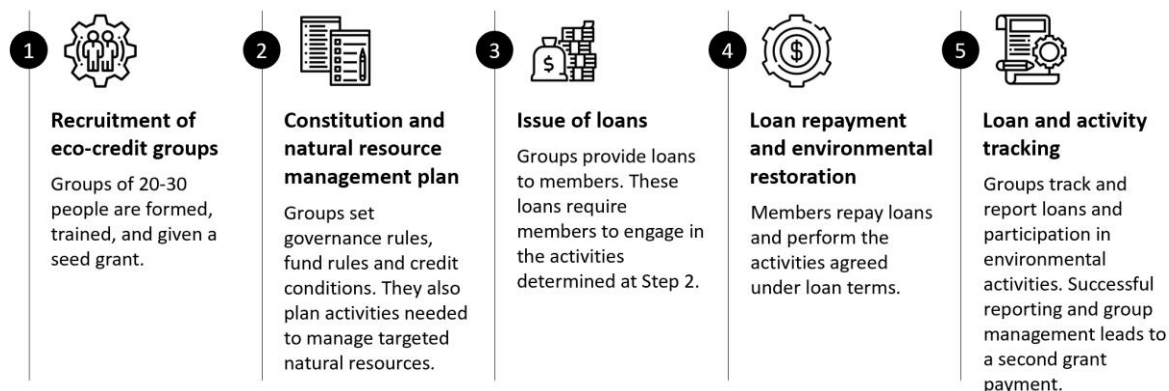 1
Recruitment of
eco-credit groups
Groups of 20-30
people are formed,
trained, and given a
seed grant.
2
Constitution and
natural resource
management plan
Groups set
governance rules,
fund rules and credit
conditions. They also
plan activities needed
to manage targeted
natural resources.
3
$
Issue of loans
Groups provide loans
to members. These
loans require
members to engage in
the activities
determined at Step 2.
4
$
Loan repayment
and environmental
restoration
Members repay loans
and perform the
activities agreed
under loan terms.
5
Loan and activity
tracking
Groups track and
report loans and
participation in
environmental
activities. Successful
reporting and group
management leads to
a second grant
payment.